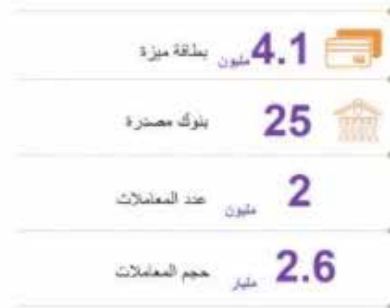 4.1 مليون بطاقة ميزة
25 بنوك مصدرة
2 مليون عدد المعاملات
2.6 مليار حجم المعاملات